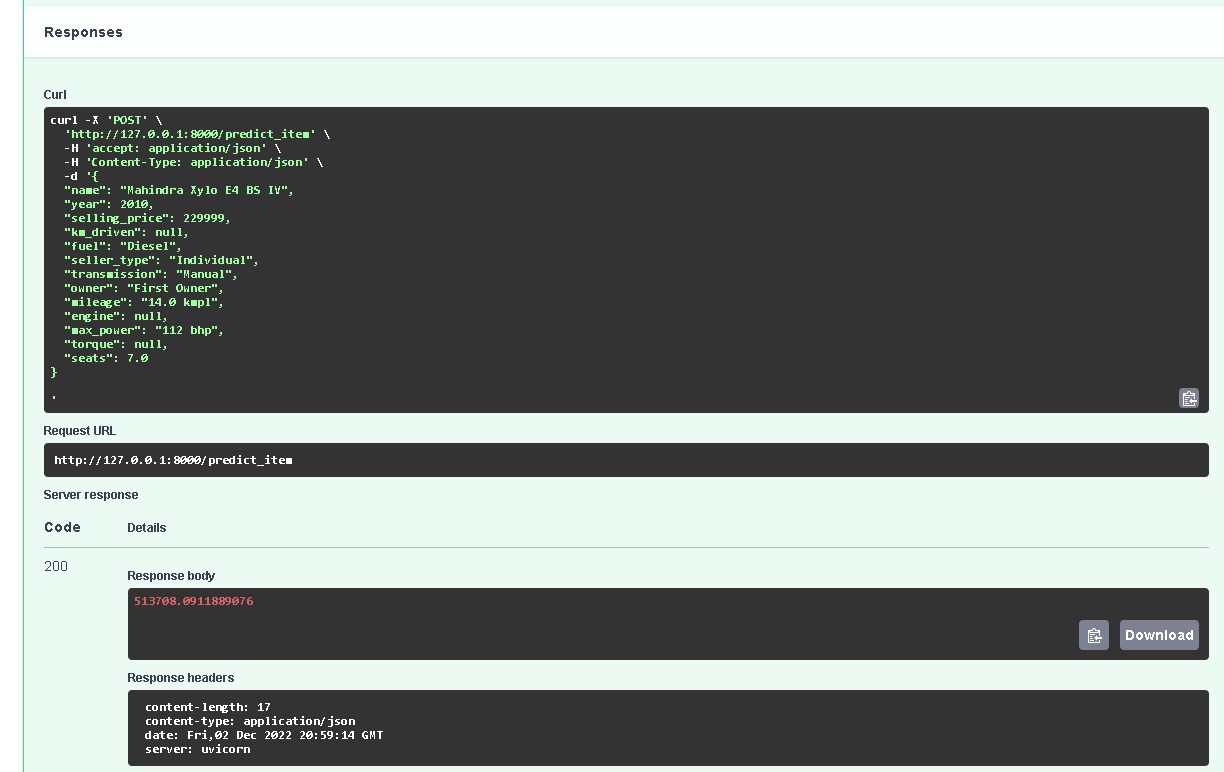 Responses
Curl
curl -X 'POST' \
'http://127.0.0.1:8000/predict_item' \
-H 'accept: application/json' \
-H 'Content-Type: application/json' \
-d '{
"name": "Mahindra Xylo E4 BS IV",
"year": 2010,
"selling_price": 229999,
"km_driven": null,
"fuel": "Diesel",
"seller_type": "Individual",
"transmission": "Manual",
"owner": "First Owner",
"mileage": "14.0 kmpl",
"engine": null,
"max_power": "112 bhp",
"torque": null,
"seats": 7.0
}
'
Request URL
http://127.0.0.1:8000/predict_item
Server response
Code Details
200
Response body
513708.0911889076
Download
Response headers
content-length: 17
content-type: application/json
date: Fri,02 Dec 2022 20:59:14 GMT
server: uvicorn